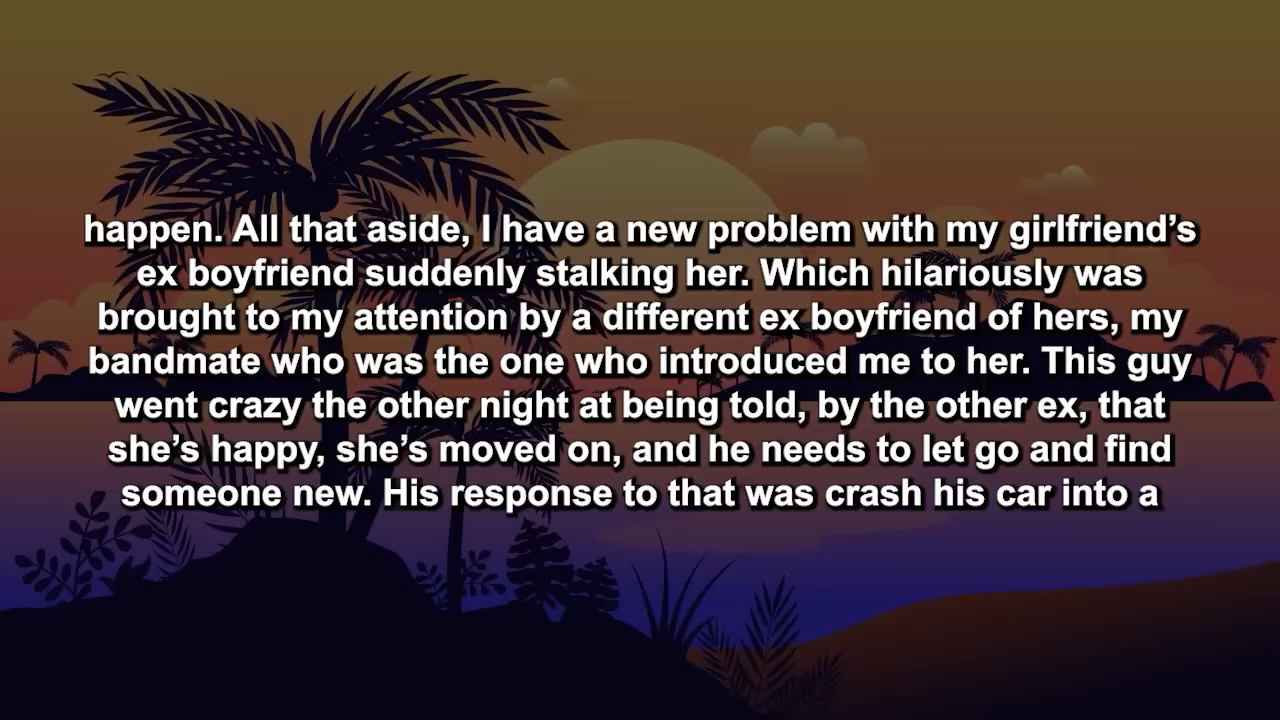 happen. All that aside, I have a new problem with my girlfriend’s
ex boyfriend suddenly stalking her. Which hilariously was
brought to my attention by a different ex boyfriend of hers, my
bandmate who was the one who introduced me to her. This guy
went crazy the other night at being told, by the other ex, that
she’s happy, she’s moved on, and he needs to let go and find
someone new. His response to that was crash his car into a